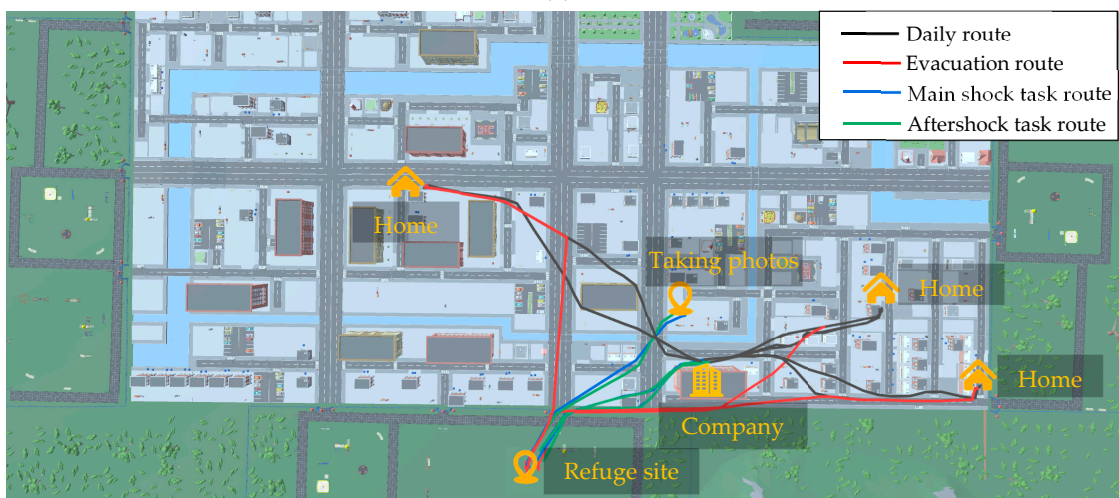 Daily route
Evacuation route
Main shock task route
Aftershock task route
Home
Taking photos
Home
Home
Company
Refuge site